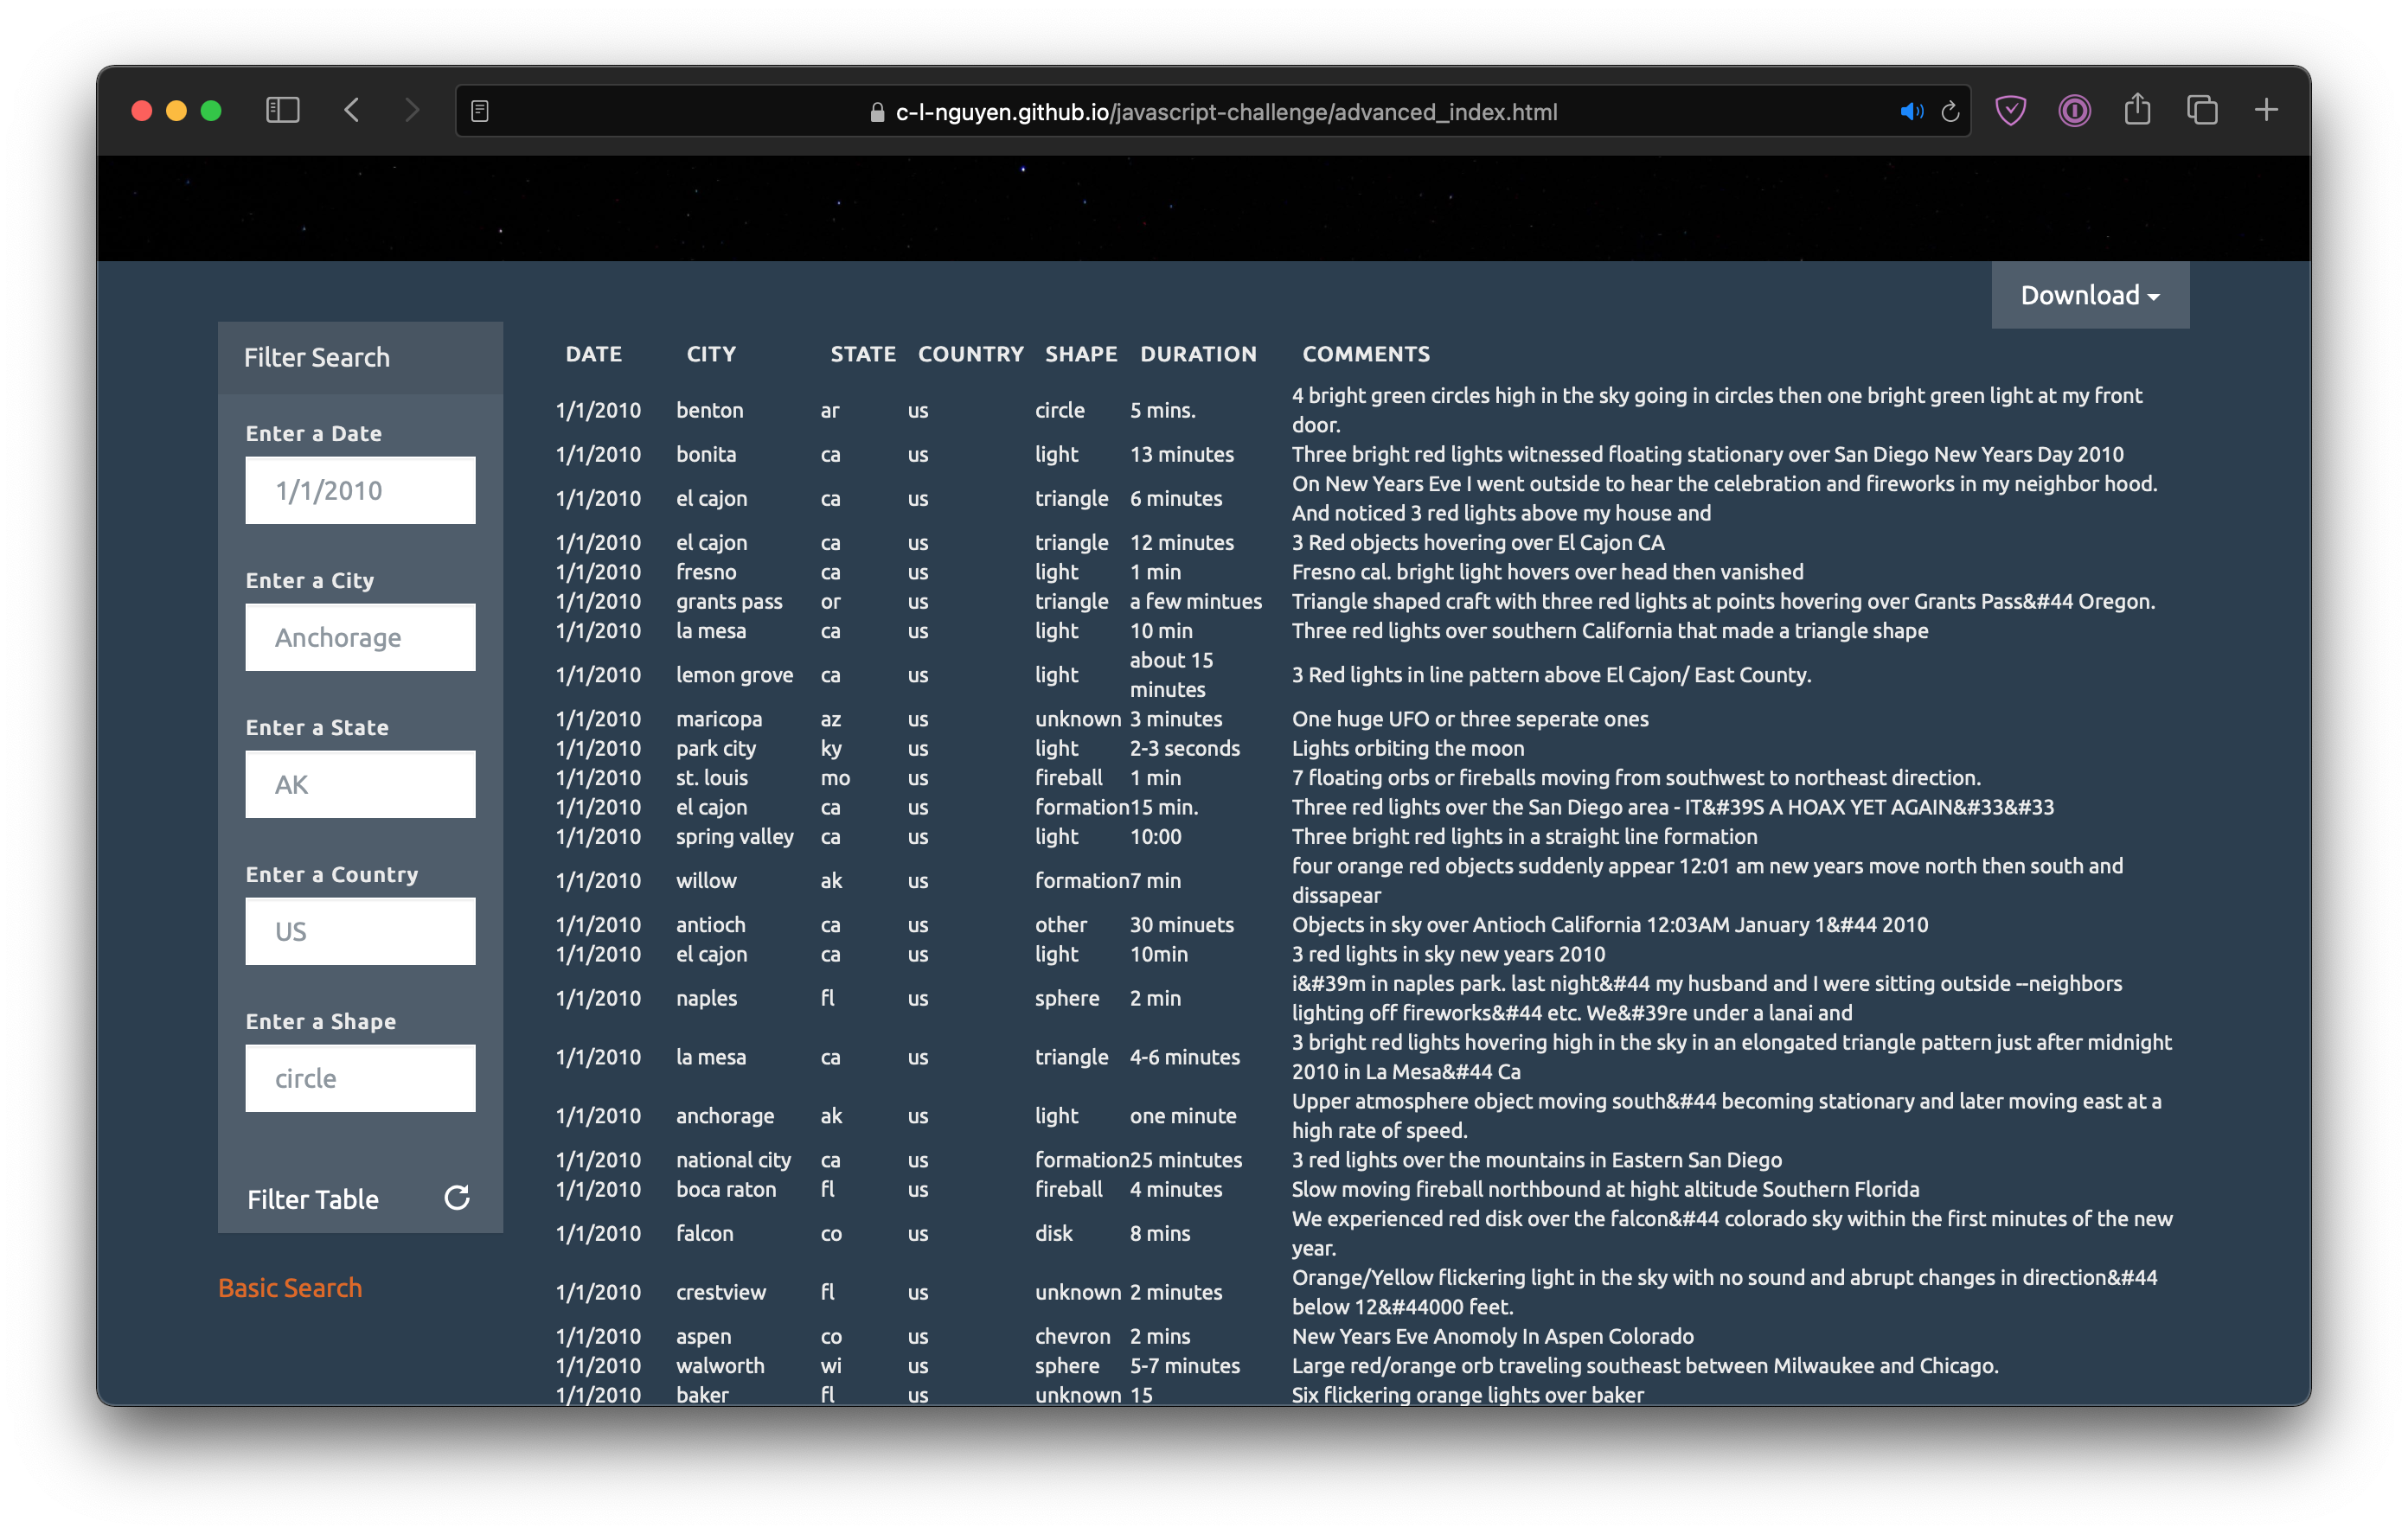 c-l-nguyen.github.io/javascript-challenge/advanced_index.html
Download
Filter Search
Enter a Date
1/1/2010
Enter a City
Anchorage
Enter a State
AK
Enter a Country
US
Enter a Shape
circle
Filter Table
Basic Search
DATE CITY STATE COUNTRY SHAPE DURATION COMMENTS
1/1/2010 benton ar us circle 5 mins. 4 bright green circles high in the sky going in circles then one bright green light at my front
door.
1/1/2010 bonita ca us light 13 minutes Three bright red lights witnessed floating stationary over San Diego New Years Day 2010
1/1/2010 el cajon ca us triangle 6 minutes On New Years Eve I went outside to hear the celebration and fireworks in my neighbor hood.
And noticed 3 red lights above my house and
1/1/2010 el cajon ca us triangle 12 minutes 3 Red objects hovering over El Cajon CA
1/1/2010 fresno ca us light 1 min Fresno cal. bright light hovers over head then vanished
1/1/2010 grants pass or us triangle a few mintues Triangle shaped craft with three red lights at points hovering over Grants Pass&#44 Oregon.
1/1/2010 la mesa ca us light 10 min Three red lights over southern California that made a triangle shape
1/1/2010 lemon grove ca us light about 15
minutes 3 Red lights in line pattern above El Cajon/ East County.
1/1/2010 maricopa az us unknown 3 minutes One huge UFO or three seperate ones
1/1/2010 park city ky us light 2-3 seconds Lights orbiting the moon
1/1/2010 st. louis mo us fireball 1 min 7 floating orbs or fireballs moving from southwest to northeast direction.
1/1/2010 el cajon ca us formation 15 min. Three red lights over the San Diego area - IT&#39S A HOAX YET AGAIN&#33&#33
1/1/2010 spring valley ca us light 10:00 Three bright red lights in a straight line formation
1/1/2010 willow ak us formation 7 min four orange red objects suddenly appear 12:01 am new years move north then south and
dissapear
1/1/2010 antioch ca us other 30 minuets Objects in sky over Antioch California 12:03AM January 1&#44 2010
1/1/2010 el cajon ca us light 10min 3 red lights in sky new years 2010
1/1/2010 naples fl us sphere 2 min i&#39m in naples park. last night&#44 my husband and I were sitting outside --neighbors
lighting off fireworks&#44 etc. We&#39re under a lanai and
1/1/2010 la mesa ca us triangle 4-6 minutes 3 bright red lights hovering high in the sky in an elongated triangle pattern just after midnight
2010 in La Mesa&#44 Ca
1/1/2010 anchorage ak us light one minute Upper atmosphere object moving south&#44 becoming stationary and later moving east at a
high rate of speed.
1/1/2010 national city ca us formation 25 mintutes 3 red lights over the mountains in Eastern San Diego
1/1/2010 boca raton fl us fireball 4 minutes Slow moving fireball northbound at hight altitude Southern Florida
1/1/2010 falcon co us disk 8 mins We experienced red disk over the falcon&#44 colorado sky within the first minutes of the new
year.
1/1/2010 crestview fl us unknown 2 minutes Orange/Yellow flickering light in the sky with no sound and abrupt changes in direction&#44
below 12&#44000 feet.
1/1/2010 aspen co us chevron 2 mins New Years Eve Anomoly In Aspen Colorado
1/1/2010 walworth wi us sphere 5-7 minutes Large red/orange orb traveling southeast between Milwaukee and Chicago.
1/1/2010 baker fl us unknown 15 Six flickering orange lights over baker